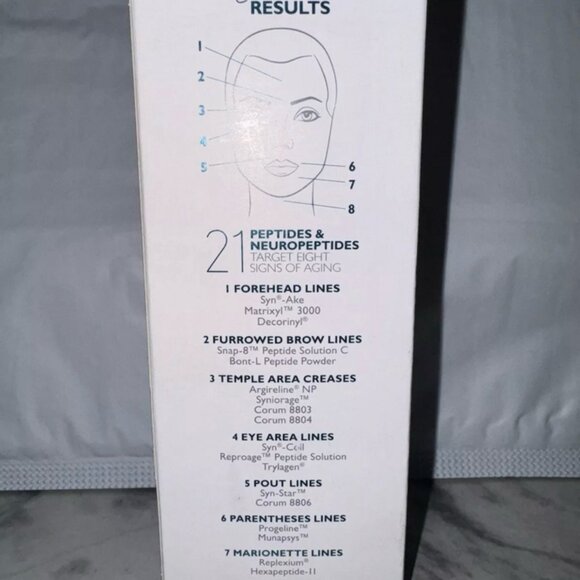 RESULTS
1
2
3
4
5
6
7
8
21 PEPTIDES &
NEUROPEPTIDES
TARGET EIGHT
SIGNS OF AGING
1 FOREHEAD LINES
Syn®-Ake
Matrixyl™ 3000
Decorinyl®
2 FURROWED BROW LINES
Snap-8™ Peptide Solution C
Bont-L Peptide Powder
3 TEMPLE AREA CREASES
Argireline® NP
Syniorage™
Corum 8803
Corum 8804
4 EYE AREA LINES
Syn®-Coll
Reproage™ Peptide Solution
Trylagen®
5 POUT LINES
Syn-Star™
Corum 8806
6 PARENTHESES LINES
Progeline™
Munapsys™
7 MARIONETTE LINES
Replexium®
Hexapeptide-11